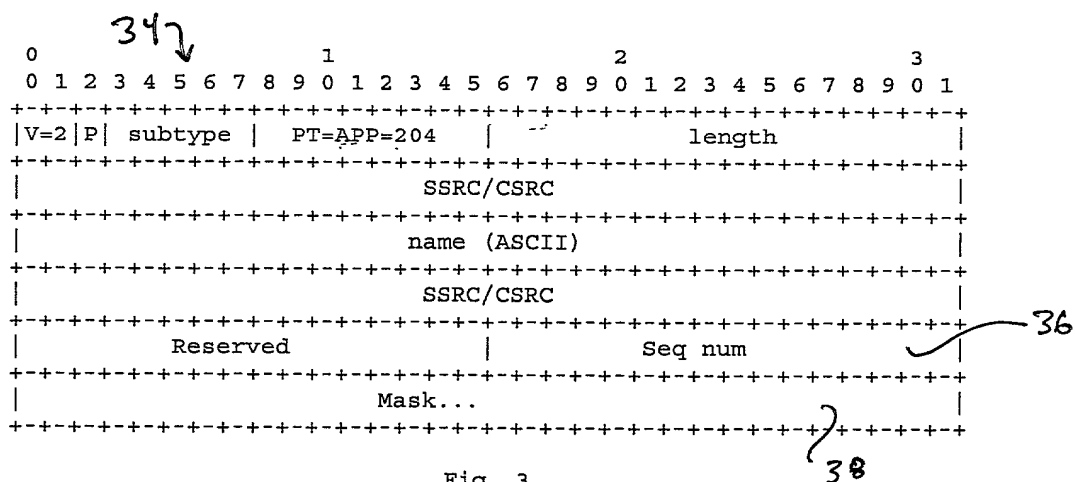 34
0 1 2 3
0 1 2 3 4 5 6 7 8 9 0 1 2 3 4 5 6 7 8 9 0 1 2 3 4 5 6 7 8 9 0 1
+-+-+-+-+-+-+-+-+-+-+-+-+-+-+-+-+-+-+-+-+-+-+-+-+-+-+-+-+-+-+-+-+
|V=2|P| subtype | PT=APP=204 | length |
+-+-+-+-+-+-+-+-+-+-+-+-+-+-+-+-+-+-+-+-+-+-+-+-+-+-+-+-+-+-+-+-+
| SSRC/CSRC |
+-+-+-+-+-+-+-+-+-+-+-+-+-+-+-+-+-+-+-+-+-+-+-+-+-+-+-+-+-+-+-+-+
| name (ASCII) |
+-+-+-+-+-+-+-+-+-+-+-+-+-+-+-+-+-+-+-+-+-+-+-+-+-+-+-+-+-+-+-+-+
| SSRC/CSRC |
+-+-+-+-+-+-+-+-+-+-+-+-+-+-+-+-+-+-+-+-+-+-+-+-+-+-+-+-+-+-+-+-+
| Reserved | Seq num | 36
+-+-+-+-+-+-+-+-+-+-+-+-+-+-+-+-+-+-+-+-+-+-+-+-+-+-+-+-+-+-+-+-+
| Mask... |
+-+-+-+-+-+-+-+-+-+-+-+-+-+-+-+-+-+-+-+-+-+-+-+-+-+-+-+-+-+-+-+-+
38
Fig. 3